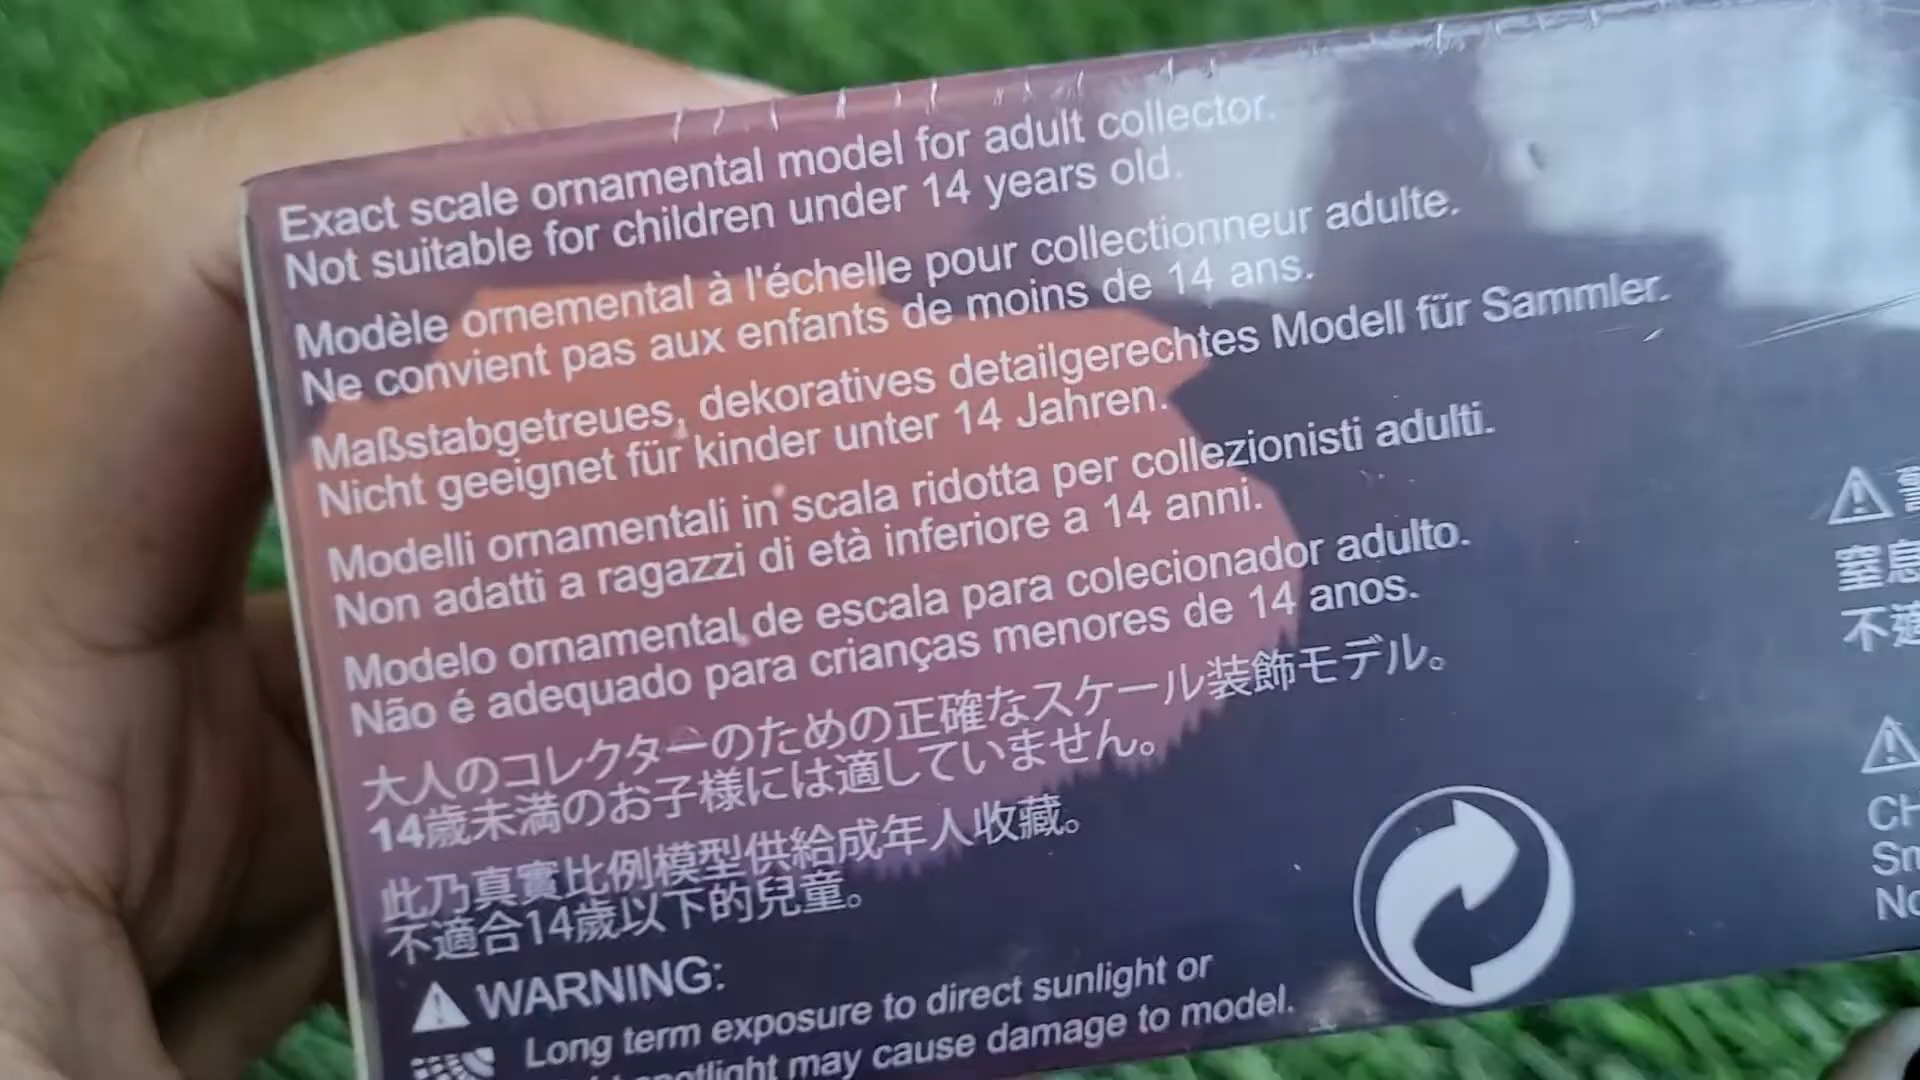 Exact scale ornamental model for adult collector.
Not suitable for children under 14 years old.
Modèle ornemental à l'échelle pour collectionneur adulte.
Ne convient pas aux enfants de moins de 14 ans.
Maßstabgetreues, dekoratives detailgerechtes Modell für Sammler.
Nicht geeignet für kinder unter 14 Jahren.
Modelli ornamentali in scala ridotta per collezionisti adulti.
Non adatti a ragazzi di età inferiore a 14 anni.
Modelo ornamental de escala para colecionador adulto.
Não é adequado para crianças menores de 14 anos.
大人のコレクターのための正確なスケール装飾モデル。
14歳未満のお子様には適していません。
此乃真實比例模型供給成年人收藏。
不適合14歲以下的兒童。
WARNING:
Long term exposure to direct sunlight or
spotlight may cause damage to model.
窒息
不適
CH
Sm
No